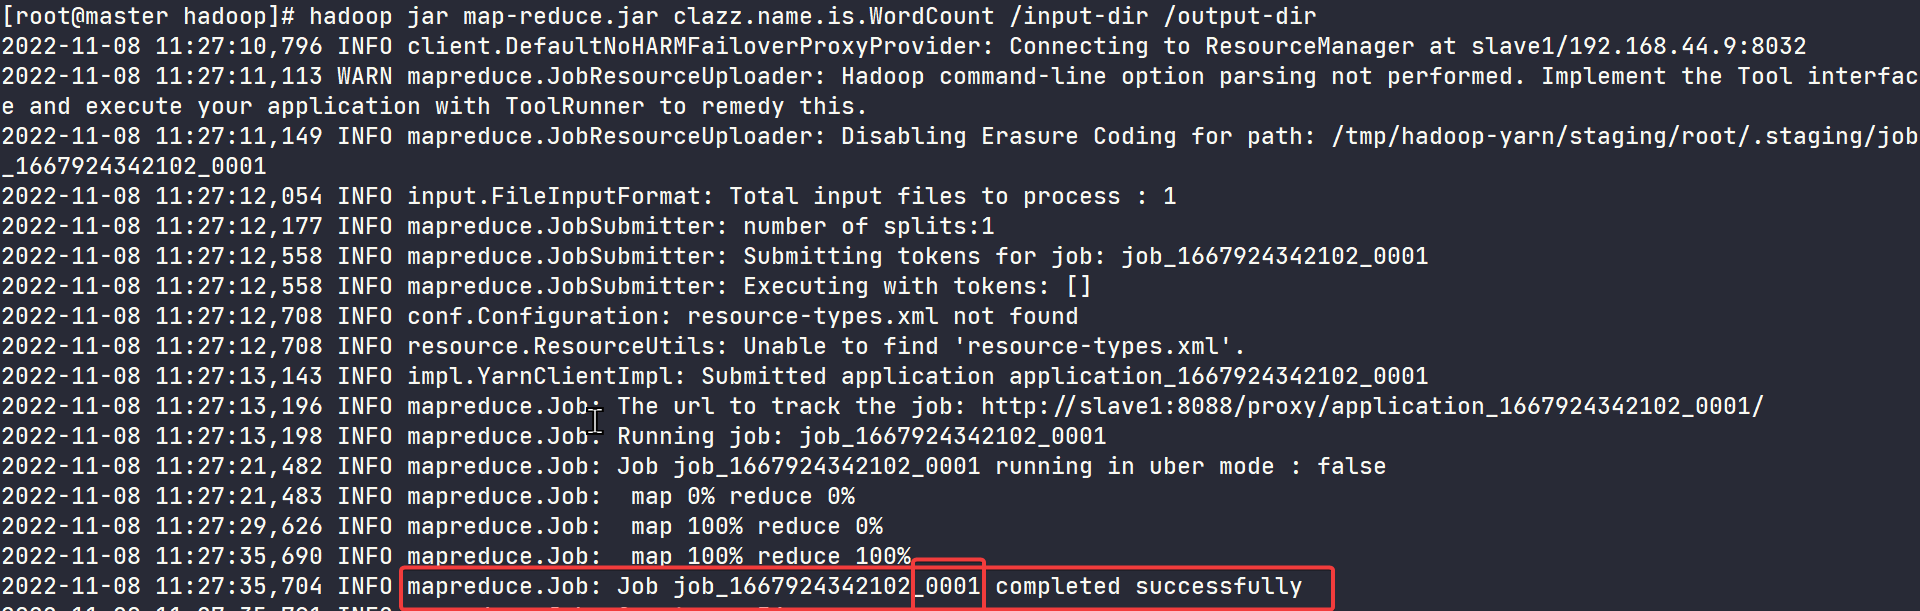 [root@master hadoop]# hadoop jar map-reduce.jar clazz.name.is.WordCount /input-dir /output-dir
2022-11-08 11:27:10,796 INFO client.DefaultNoHARMFailoverProxyProvider: Connecting to ResourceManager at slave1/192.168.44.9:8032
2022-11-08 11:27:11,113 WARN mapreduce.JobResourceUploader: Hadoop command-line option parsing not performed. Implement the Tool interfac
e and execute your application with ToolRunner to remedy this.
2022-11-08 11:27:11,149 INFO mapreduce.JobResourceUploader: Disabling Erasure Coding for path: /tmp/hadoop-yarn/staging/root/.staging/job
_1667924342102_0001
2022-11-08 11:27:12,054 INFO input.FileInputFormat: Total input files to process : 1
2022-11-08 11:27:12,177 INFO mapreduce.JobSubmitter: number of splits:1
2022-11-08 11:27:12,558 INFO mapreduce.JobSubmitter: Submitting tokens for job: job_1667924342102_0001
2022-11-08 11:27:12,558 INFO mapreduce.JobSubmitter: Executing with tokens: []
2022-11-08 11:27:12,708 INFO conf.Configuration: resource-types.xml not found
2022-11-08 11:27:12,708 INFO resource.ResourceUtils: Unable to find 'resource-types.xml'.
2022-11-08 11:27:13,143 INFO impl.YarnClientImpl: Submitted application application_1667924342102_0001
2022-11-08 11:27:13,196 INFO mapreduce.Job: The url to track the job: http://slave1:8088/proxy/application_1667924342102_0001/
2022-11-08 11:27:13,198 INFO mapreduce.Job: Running job: job_1667924342102_0001
2022-11-08 11:27:21,482 INFO mapreduce.Job: Job job_1667924342102_0001 running in uber mode : false
2022-11-08 11:27:21,483 INFO mapreduce.Job:  map 0% reduce 0%
2022-11-08 11:27:29,626 INFO mapreduce.Job:  map 100% reduce 0%
2022-11-08 11:27:35,690 INFO mapreduce.Job:  map 100% reduce 100%
2022-11-08 11:27:35,704 INFO mapreduce.Job: Job job_1667924342102_0001 completed successfully